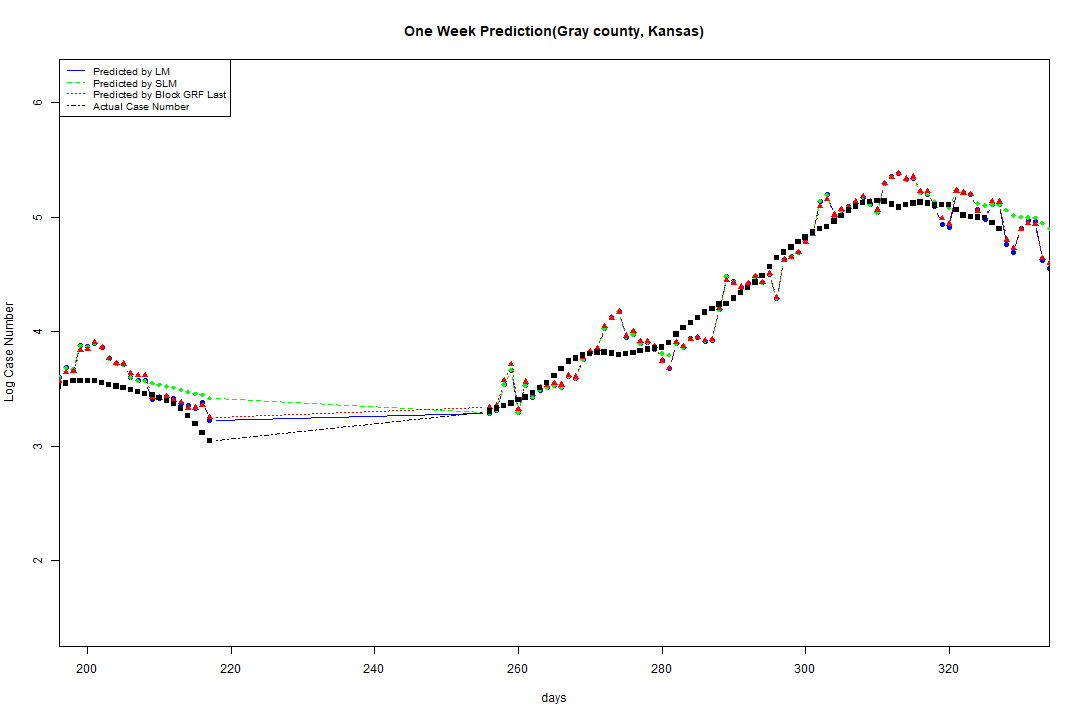 One Week Prediction(Gray county, Kansas)
Predicted by LM
Predicted by SLM
Predicted by Block GRF Last
Actual Case Number
6
5
4
3
2
Log Case Number
200 220 240 260 280 300 320
days